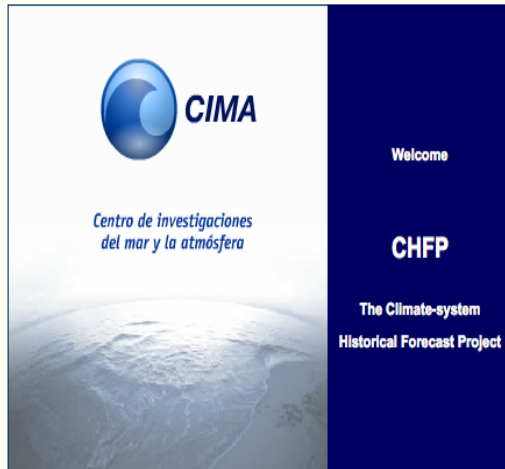 CIMA
Centro de investigaciones
del mar y la atmósfera
Welcome
CHFP
The Climate-system
Historical Forecast Project